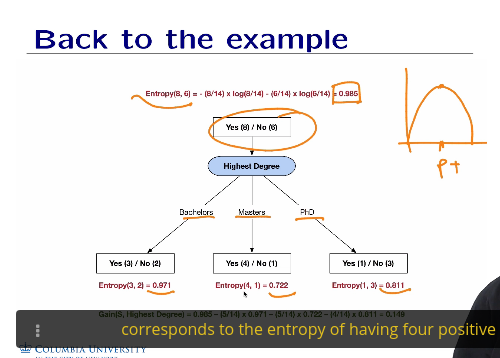 Back to the example
Entropy(8, 6) = - (8/14) x log(8/14) - (6/14) x log(6/14) = 0.985
Yes (8) / No (6)
P+
Highest Degree
Bachelors Masters PhD
Yes (3) / No (2) Yes (4) / No (1) Yes (1) / No (3)
Entropy(3, 2) = 0.971 Entropy(4, 1) = 0.722 Entropy(1, 3) = 0.811
Gain(S, Highest Degree) = 0.985 - (5/14) x 0.971 - (5/14) x 0.722 - (4/14) x 0.811 = 0.149
corresponds to the entropy of having four positive
COLUMBIA UNIVERSITY